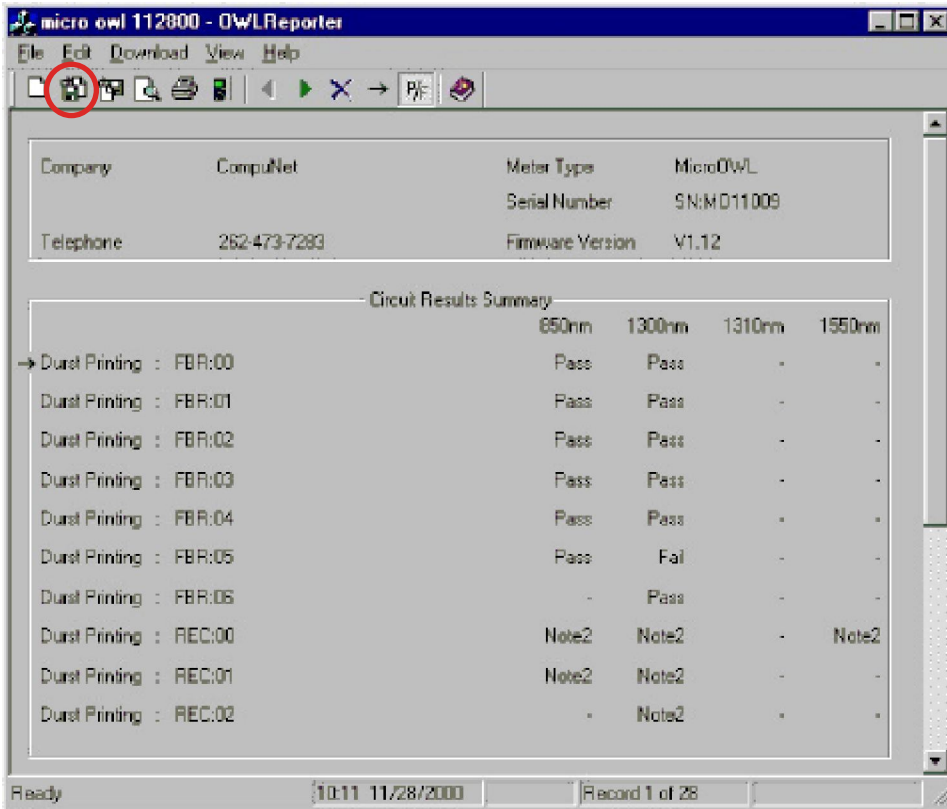 micro owl 112800 - OWLReporter
File Edit Download View Help
P/F
Company CompuNet Meter Type MicroOWL
Serial Number SN:MO11009
Telephone 262-473-7283 Firmware Version V1.12
Circuit Results Summary
850nm 1300nm 1310nm 1550nm
Durst Printing : FBR:00 Pass Pass - -
Durst Printing : FBR:01 Pass Pass - -
Durst Printing : FBR:02 Pass Pass - -
Durst Printing : FBR:03 Pass Pass - -
Durst Printing : FBR:04 Pass Pass - -
Durst Printing : FBR:05 Pass Fail - -
Durst Printing : FBR:06 - Pass - -
Durst Printing : REC:00 Note2 Note2 - Note2
Durst Printing : REC:01 Note2 Note2 - -
Durst Printing : REC:02 - Note2 - -
Ready 10:11 11/28/2000 Record 1 of 28